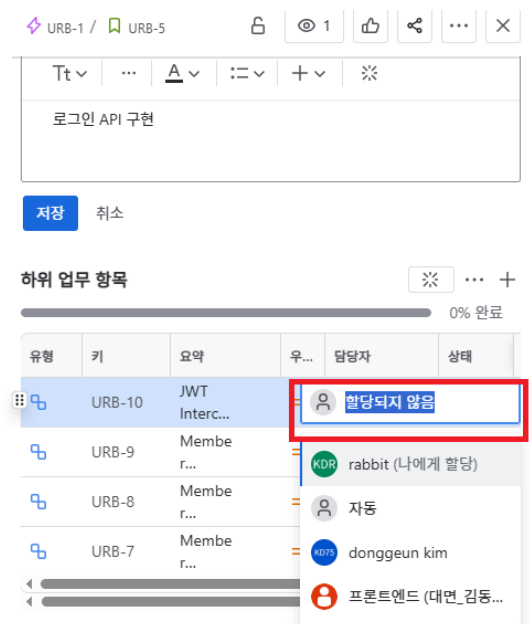 URB-1 / URB-5 1
Tt ... A
로그인 API 구현
저장 취소
하위 업무 항목
0% 완료
유형 키 요약 우... 담당자 상태
URB-10 JWT Interc... 할당되지 않음
URB-9 Membe r...
KDR rabbit (나에게 할당)
URB-8 Membe r...
자동
URB-7 Membe r...
KD75 donggeun kim
프론트엔드 (대면_김동...